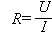 R = U/I